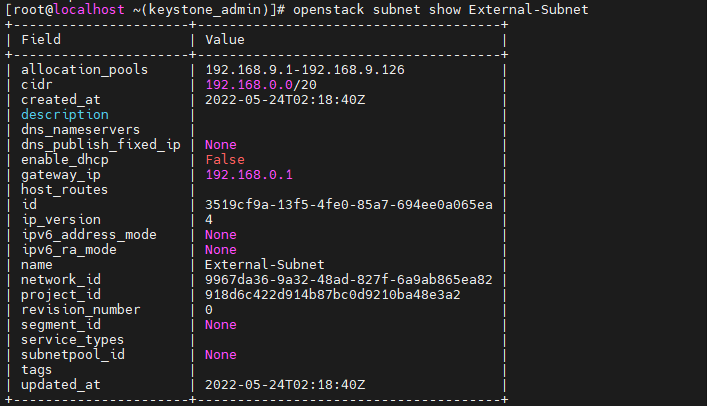 [root@localhost ~(keystone_admin)]# openstack subnet show External-Subnet
+----------------------+--------------------------------------+
| Field                | Value                                |
+----------------------+--------------------------------------+
| allocation_pools     | 192.168.9.1-192.168.9.126            |
| cidr                 | 192.168.0.0/20                       |
| created_at           | 2022-05-24T02:18:40Z                 |
| description          |                                      |
| dns_nameservers      |                                      |
| dns_publish_fixed_ip | None                                 |
| enable_dhcp          | False                                |
| gateway_ip           | 192.168.0.1                          |
| host_routes          |                                      |
| id                   | 3519cf9a-13f5-4fe0-85a7-694ee0a065ea |
| ip_version           | 4                                    |
| ipv6_address_mode    | None                                 |
| ipv6_ra_mode         | None                                 |
| name                 | External-Subnet                      |
| network_id           | 9967da36-9a32-48ad-827f-6a9ab865ea82 |
| project_id           | 918d6c422d914b87bc0d9210ba48e3a2     |
| revision_number      | 0                                    |
| segment_id           | None                                 |
| service_types        |                                      |
| subnetpool_id        | None                                 |
| tags                 |                                      |
| updated_at           | 2022-05-24T02:18:40Z                 |
+----------------------+--------------------------------------+